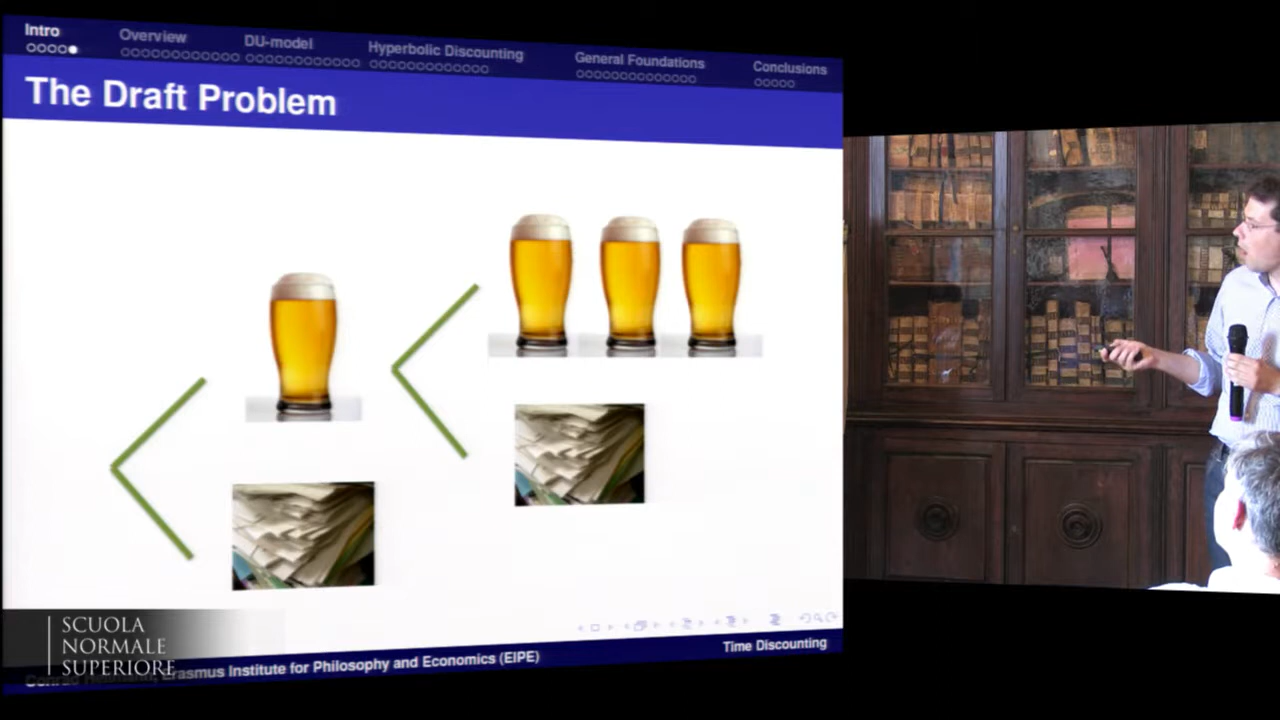 Intro
Overview
DU-model
Hyperbolic Discounting
General Foundations
Conclusions
The Draft Problem
SCUOLA
NORMALE
SUPERIORE
Erasmus Institute for Philosophy and Economics (EIPE)
Time Discounting